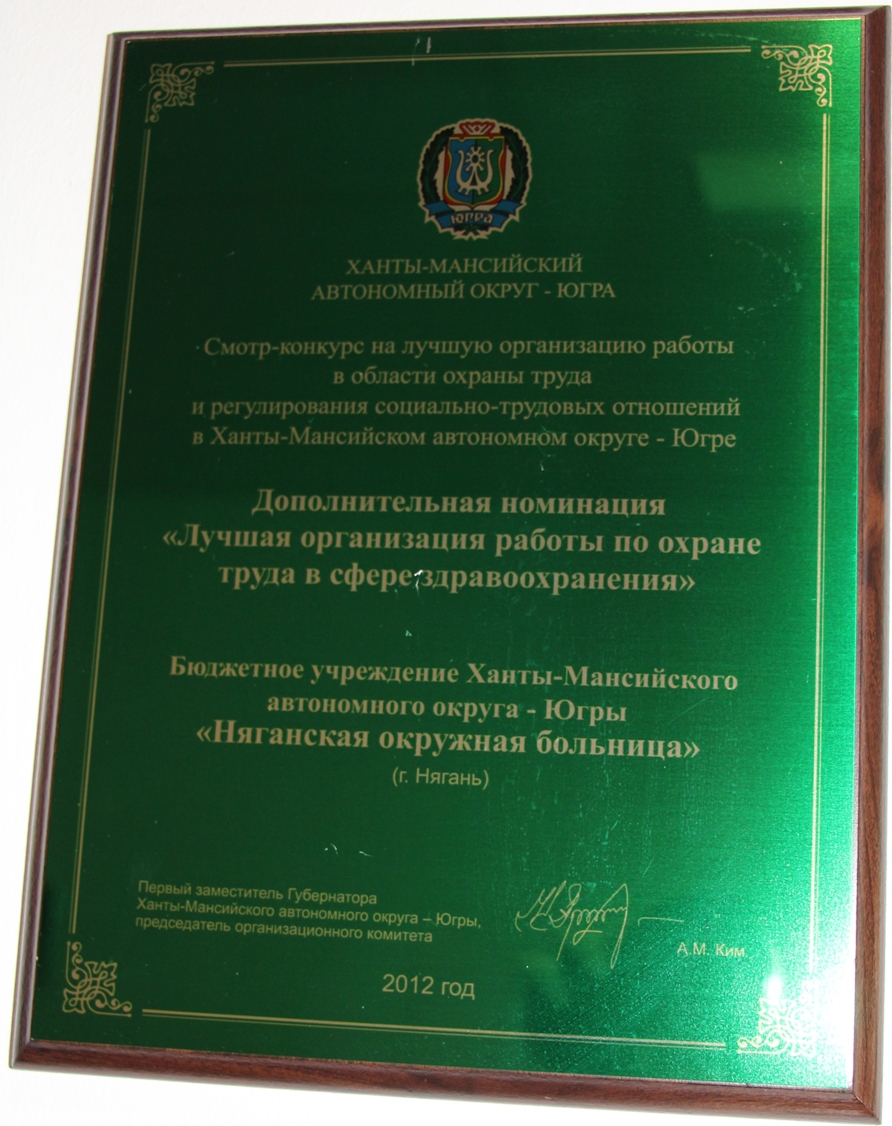 ЮГРА
ХАНТЫ-МАНСИЙСКИЙ
АВТОНОМНЫЙ ОКРУГ - ЮГРА
Смотр-конкурс на лучшую организацию работы
в области охраны труда
и регулирования социально-трудовых отношений
в Ханты-Мансийском автономном округе - Югре
Дополнительная номинация
«Лучшая организация работы по охране
труда в сфере здравоохранения»
Бюджетное учреждение Ханты-Мансийского
автономного округа - Югры
«Няганская окружная больница»
(г. Нягань)
Первый заместитель Губернатора
Ханты-Мансийского автономного округа – Югры,
председатель организационного комитета
А.М. Ким
2012 год